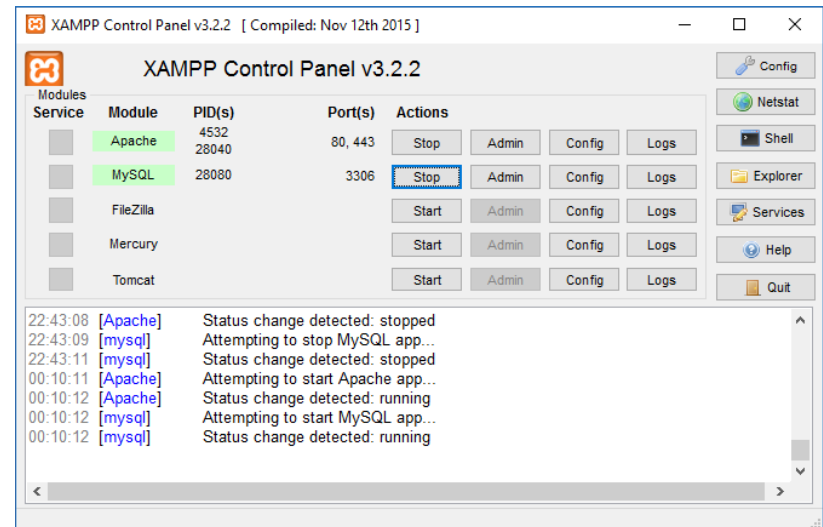 XAMPP Control Panel v3.2.2 [ Compiled: Nov 12th 2015 ]
XAMPP Control Panel v3.2.2
Config
Modules
Service Module PID(s) Port(s) Actions
Netstat
Apache 4532 28040 80, 443 Stop Admin Config Logs
Shell
MySQL 28080 3306 Stop Admin Config Logs
Explorer
FileZilla Start Admin Config Logs
Services
Mercury Start Admin Config Logs
Help
Tomcat Start Admin Config Logs
Quit
22:43:08 [Apache] Status change detected: stopped
22:43:09 [mysql] Attempting to stop MySQL app...
22:43:11 [mysql] Status change detected: stopped
00:10:11 [Apache] Attempting to start Apache app...
00:10:12 [Apache] Status change detected: running
00:10:12 [mysql] Attempting to start MySQL app...
00:10:12 [mysql] Status change detected: running